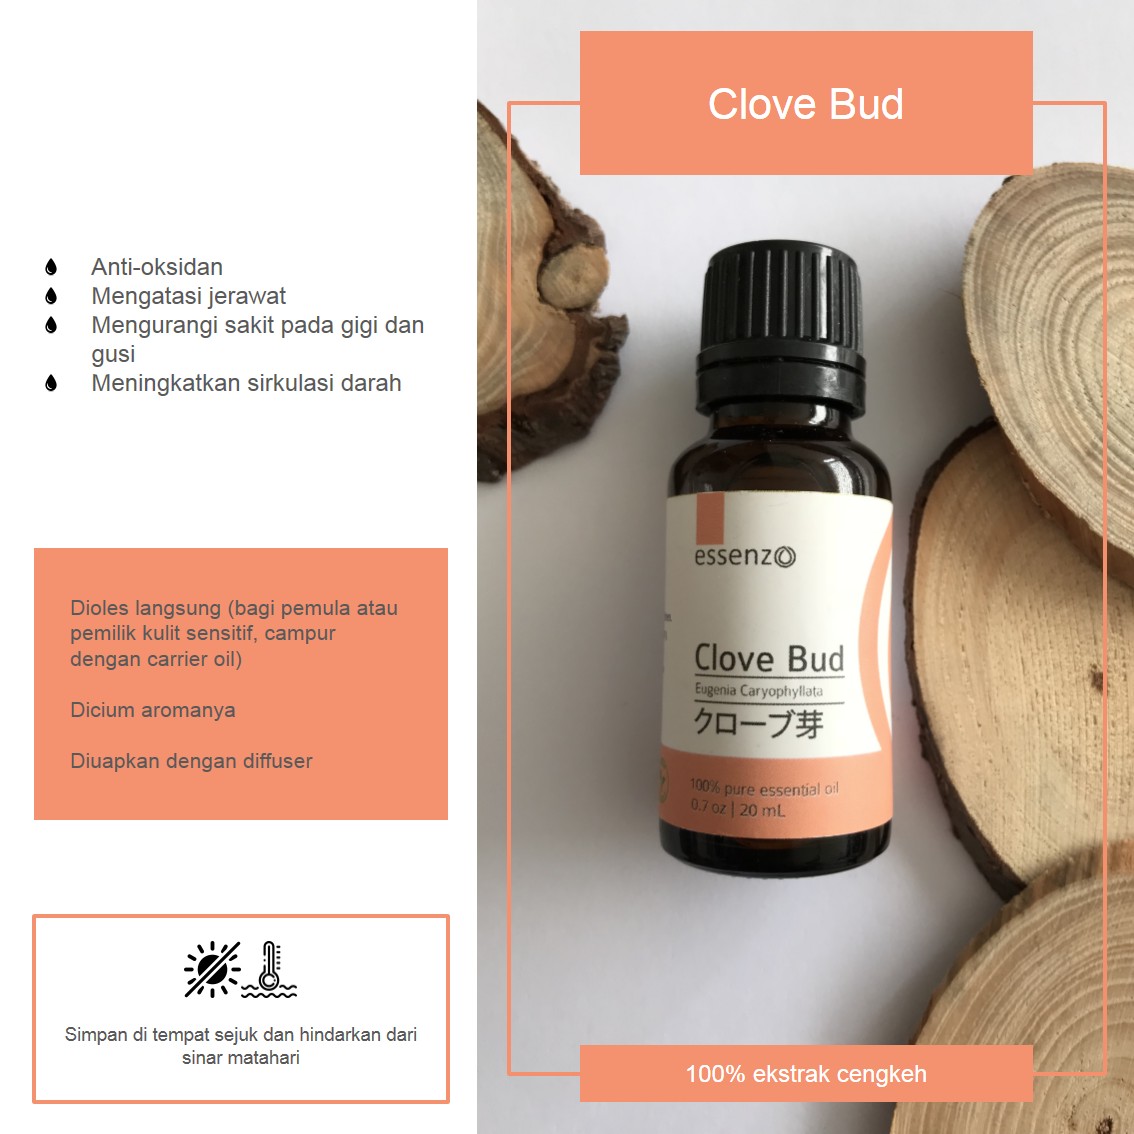 Clove Bud
Anti-oksidan
Mengatasi jerawat
Mengurangi sakit pada gigi dan
gusi
Meningkatkan sirkulasi darah
Dioles langsung (bagi pemula atau
pemilik kulit sensitif, campur
dengan carrier oil)
Dicium aromanya
Diuapkan dengan diffuser
Simpan di tempat sejuk dan hindarkan dari
sinar matahari
essenzo
Clove Bud
Eugenia Caryophyllata
クローブ芽
100% pure essential oil
0.7 oz | 20 mL
100% ekstrak cengkeh